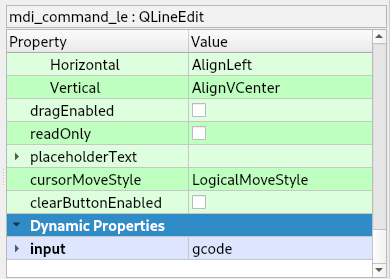 mdi_command_le : QLineEdit
Property Value
Horizontal AlignLeft
Vertical AlignVCenter
dragEnabled
readOnly
placeholderText
cursorMoveStyle LogicalMoveStyle
clearButtonEnabled
Dynamic Properties
input gcode